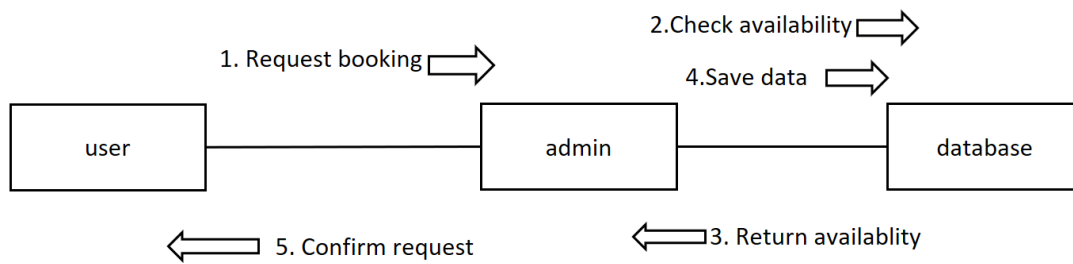 2.Check availability
1. Request booking
4.Save data
user
admin
database
5. Confirm request
3. Return availablity